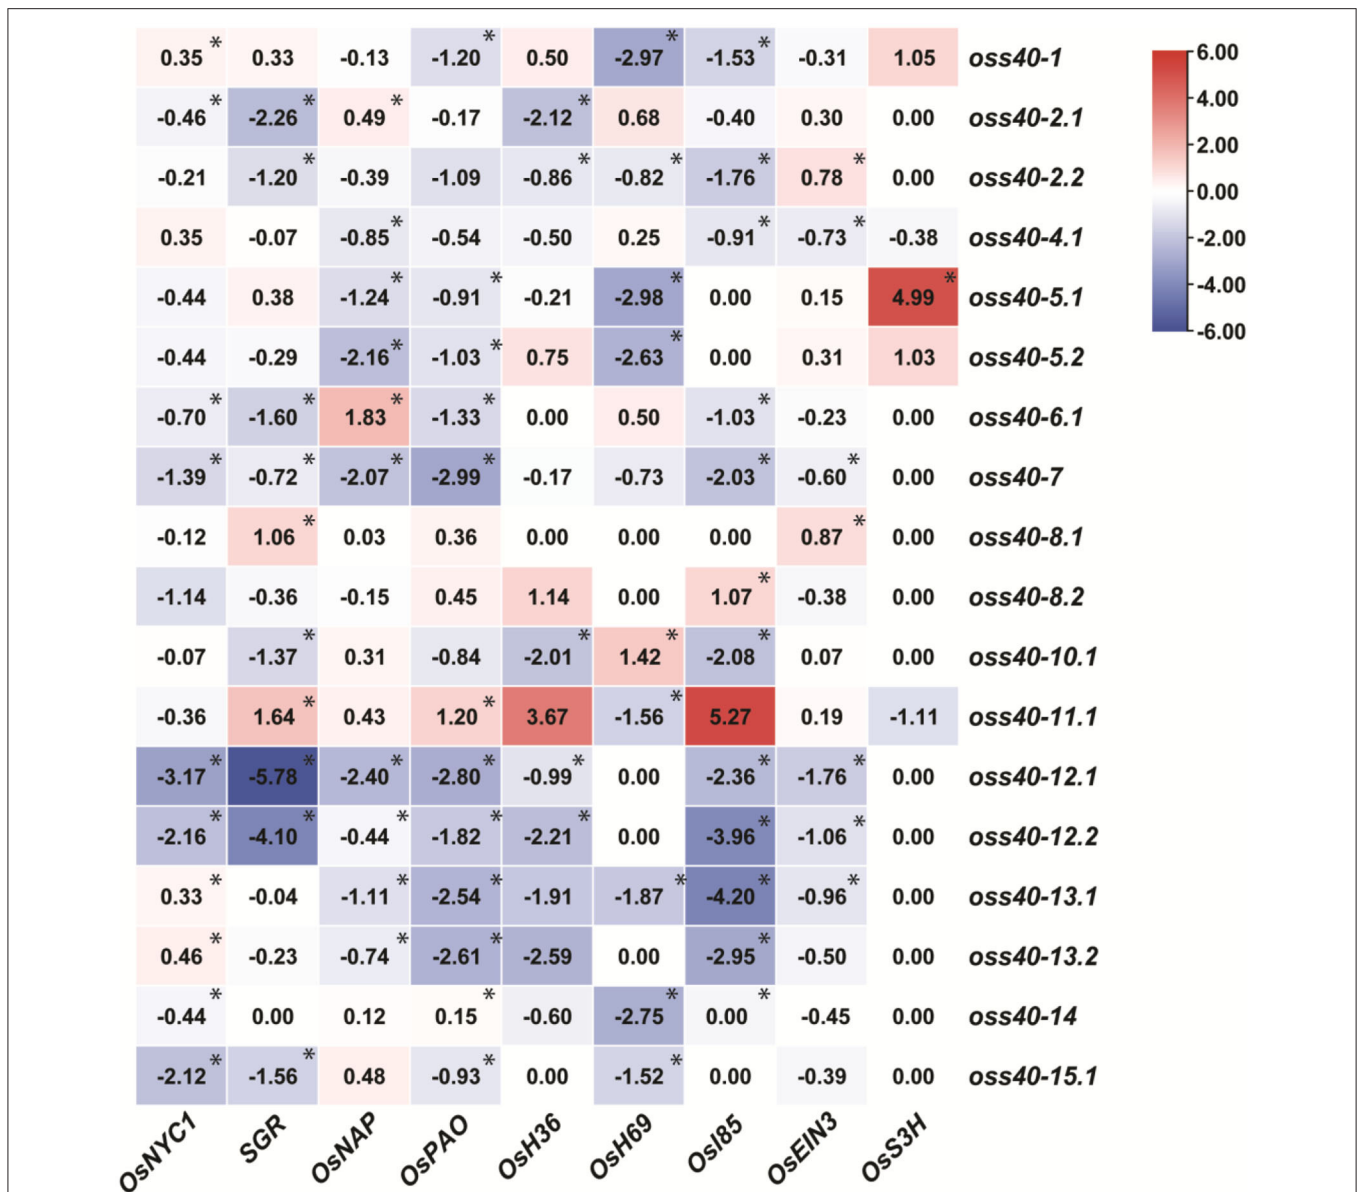 0.35* 0.33 -0.13 -1.20* 0.50 -2.97* -1.53* -0.31 1.05 oss40-1
-0.46* -2.26* 0.49* -0.17 -2.12* 0.68 -0.40 0.30 0.00 oss40-2.1
-0.21 -1.20* -0.39 -1.09 -0.86* -0.82* -1.76* 0.78* 0.00 oss40-2.2
0.35 -0.07 -0.85* -0.54 -0.50 0.25 -0.91* -0.73* -0.38 oss40-4.1
-0.44 0.38 -1.24* -0.91* -0.21 -2.98* 0.00 0.15 4.99* oss40-5.1
-0.44 -0.29 -2.16* -1.03* 0.75 -2.63* 0.00 0.31 1.03 oss40-5.2
-0.70* -1.60* 1.83* -1.33* 0.00 0.50 -1.03* -0.23 0.00 oss40-6.1
-1.39* -0.72* -2.07* -2.99* -0.17 -0.73 -2.03* -0.60* 0.00 oss40-7
-0.12 1.06* 0.03 0.36 0.00 0.00 0.00 0.87* 0.00 oss40-8.1
-1.14 -0.36 -0.15 0.45 1.14 0.00 1.07* -0.38 0.00 oss40-8.2
-0.07 -1.37* 0.31 -0.84 -2.01* 1.42* -2.08* 0.07 0.00 oss40-10.1
-0.36 1.64* 0.43 1.20* 3.67 -1.56* 5.27 0.19 -1.11 oss40-11.1
-3.17* -5.78* -2.40* -2.80* -0.99* 0.00 -2.36* -1.76* 0.00 oss40-12.1
-2.16* -4.10* -0.44* -1.82* -2.21* 0.00 -3.96* -1.06* 0.00 oss40-12.2
0.33* -0.04 -1.11* -2.54* -1.91 -1.87* -4.20* -0.96* 0.00 oss40-13.1
0.46* -0.23 -0.74* -2.61* -2.59 0.00 -2.95* -0.50 0.00 oss40-13.2
-0.44* 0.00 0.12 0.15* -0.60 -2.75* 0.00* -0.45 0.00 oss40-14
-2.12* -1.56* 0.48 -0.93* 0.00 -1.52* 0.00 -0.39 0.00 oss40-15.1
OsNYC1 SGR OsNAP OsPAO OsH36 OsH69 OsI85 OsEIN3 OsS3H
6.00
4.00
2.00
0.00
-2.00
-4.00
-6.00